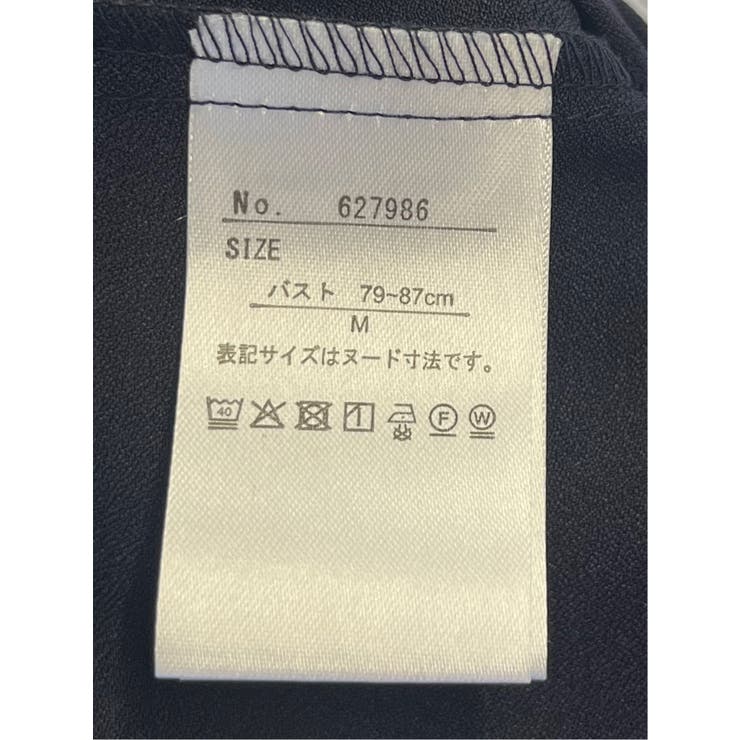 No. 627986
SIZE
バスト 79~87cm
M
表記サイズはヌード寸法です。
40
F W